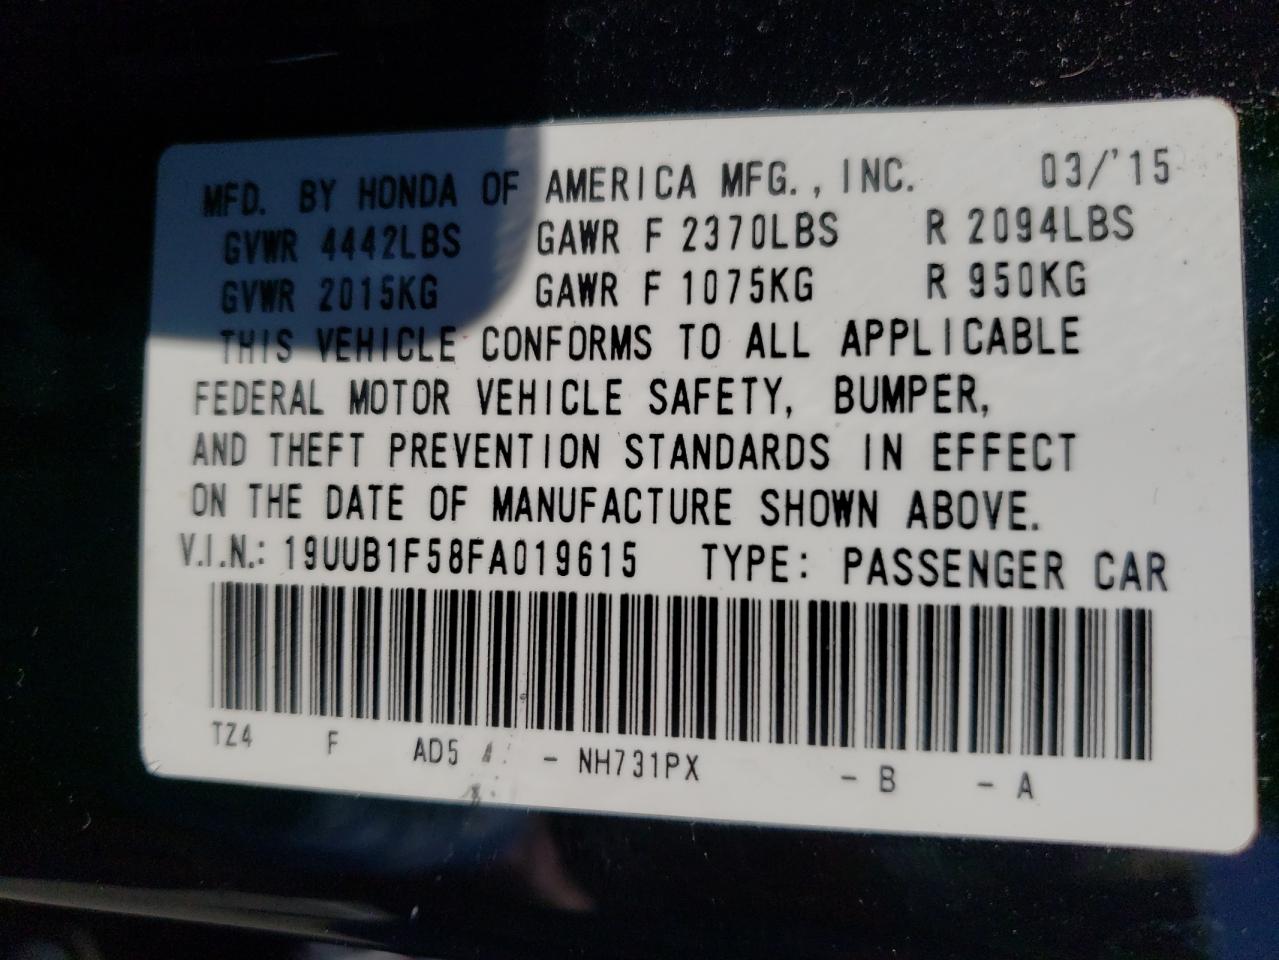 MFD. BY HONDA OF AMERICA MFG., INC. 03/'15
GVWR 4442LBS GAWR F 2370LBS R 2094LBS
GVWR 2015KG GAWR F 1075KG R 950KG
THIS VEHICLE CONFORMS TO ALL APPLICABLE
FEDERAL MOTOR VEHICLE SAFETY, BUMPER,
AND THEFT PREVENTION STANDARDS IN EFFECT
ON THE DATE OF MANUFACTURE SHOWN ABOVE.
V.I.N.: 19UUB1F58FA019615 TYPE: PASSENGER CAR
TZ4 F AD5 - NH731PX - B - A